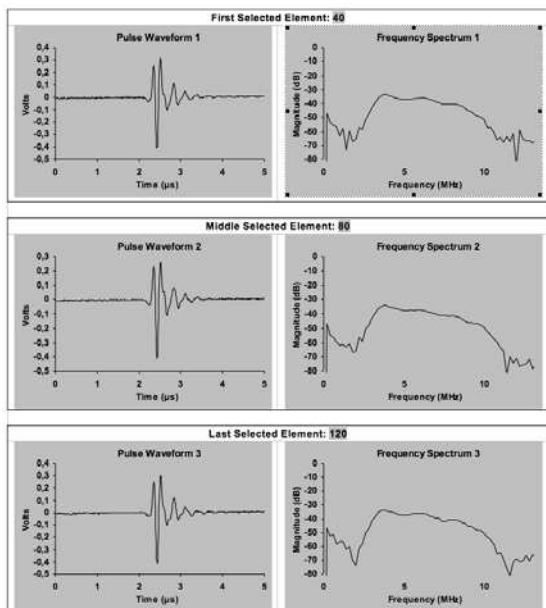 First Selected Element: 40
Pulse Waveform 1
0,4
0,3
0,2
0,1
0
-0,1
-0,2
-0,3
-0,4
-0,5
Volts
0 1 2 3 4 5
Time (µs)
Frequency Spectrum 1
0
-10
-20
-30
-40
-50
-60
-70
-80
Magnitude (dB)
0 5 10
Frequency (MHz)
Middle Selected Element: 80
Pulse Waveform 2
0,3
0,2
0,1
0
-0,1
-0,2
-0,3
-0,4
-0,5
Volts
0 1 2 3 4 5
Time (µs)
Frequency Spectrum 2
0
-10
-20
-30
-40
-50
-60
-70
-80
Magnitude (dB)
0 5 10
Frequency (MHz)
Last Selected Element: 120
Pulse Waveform 3
0,4
0,3
0,2
0,1
0
-0,1
-0,2
-0,3
-0,4
-0,5
Volts
0 1 2 3 4 5
Time (µs)
Frequency Spectrum 3
0
-10
-20
-30
-40
-50
-60
-70
-80
Magnitude (dB)
0 5 10
Frequency (MHz)